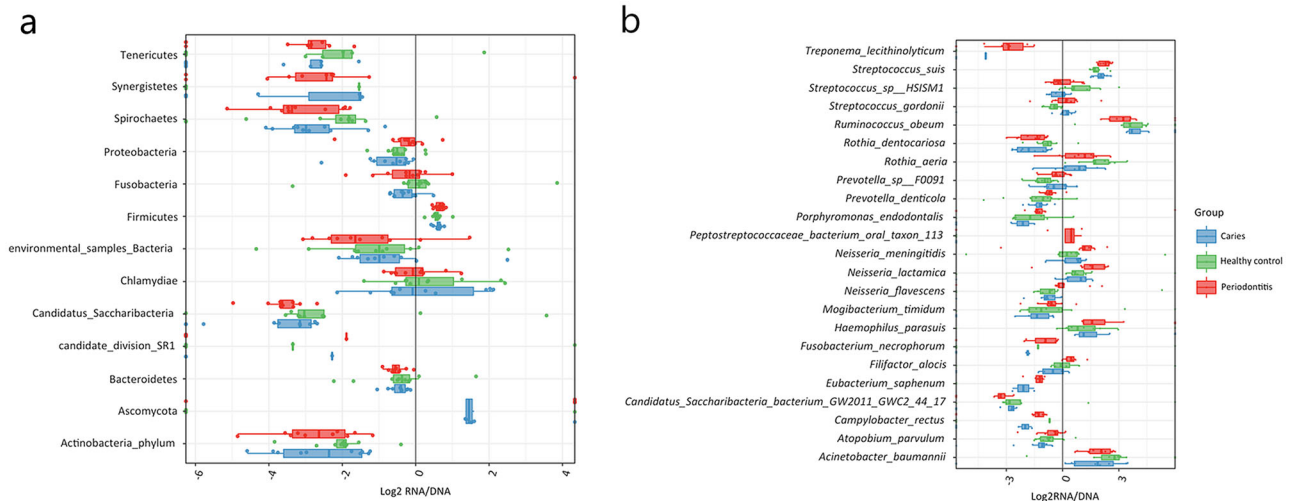 a
Tenericutes
Synergistetes
Spirochaetes
Proteobacteria
Fusobacteria
Firmicutes
environmental_samples_Bacteria
Chlamydiae
Candidatus_Saccharibacteria
candidate_division_SR1
Bacteroidetes
Ascomycota
Actinobacteria_phylum
-6 -4 -2 0 2 4
Log2 RNA/DNA
b
Treponema_lecithinolyticum
Streptococcus_suis
Streptococcus_sp__HSISM1
Streptococcus_gordonii
Ruminococcus_obeum
Rothia_dentocariosa
Rothia_aeria
Prevotella_sp__F0091
Prevotella_denticola
Porphyromonas_endodontalis
Peptostreptococcaceae_bacterium_oral_taxon_113
Neisseria_meningitidis
Neisseria_lactamica
Neisseria_flavescens
Mogibacterium_timidum
Haemophilus_parasuis
Fusobacterium_necrophorum
Filifactor_alocis
Eubacterium_saphenum
Candidatus_Saccharibacteria_bacterium_GW2011_GWC2_44_17
Campylobacter_rectus
Atopobium_parvulum
Acinetobacter_baumannii
-3 0 3
Log2RNA/DNA
Group
Caries
Healthy control
Periodontitis